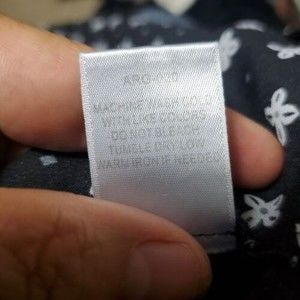 MACHINE WASH COLD
WITH LIKE COLORS
DO NOT BLEACH
TUMBLE DRY LOW
WARM IRON IF NEEDED